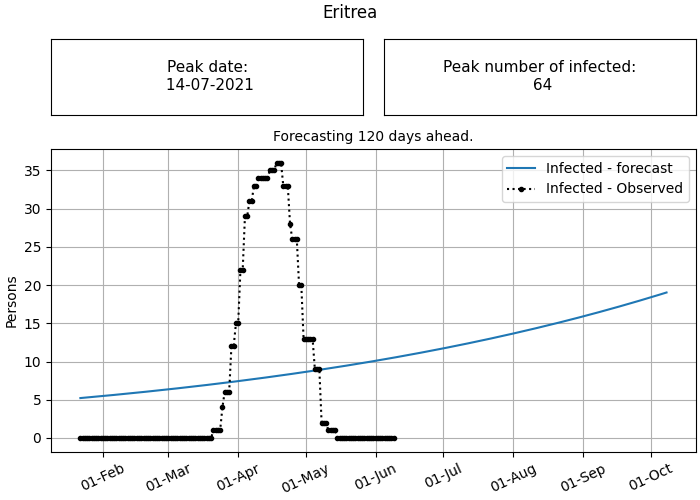 Eritrea
Peak date:
14-07-2021
Peak number of infected:
64
Forecasting 120 days ahead.
Infected - forecast
Infected - Observed
Persons
35
30
25
20
15
10
5
0
01-Feb
01-Mar
01-Apr
01-May
01-Jun
01-Jul
01-Aug
01-Sep
01-Oct